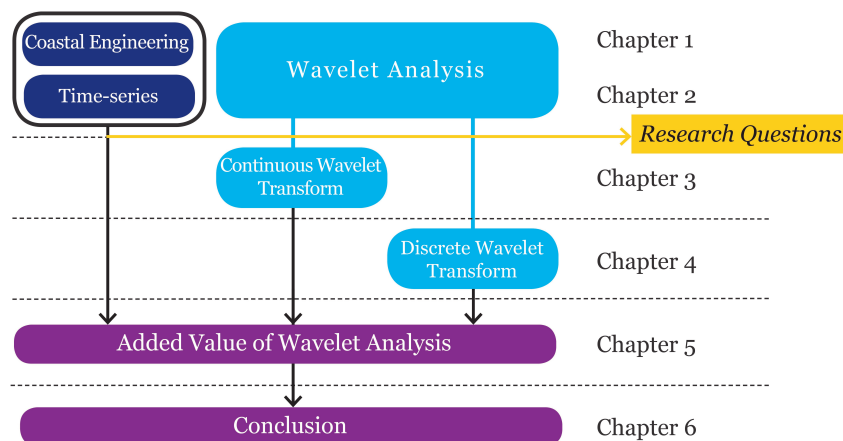 Coastal Engineering
Time-series
Wavelet Analysis
Chapter 1
Chapter 2
Research Questions
Continuous Wavelet
Transform
Chapter 3
Discrete Wavelet
Transform
Chapter 4
Added Value of Wavelet Analysis
Chapter 5
Conclusion
Chapter 6